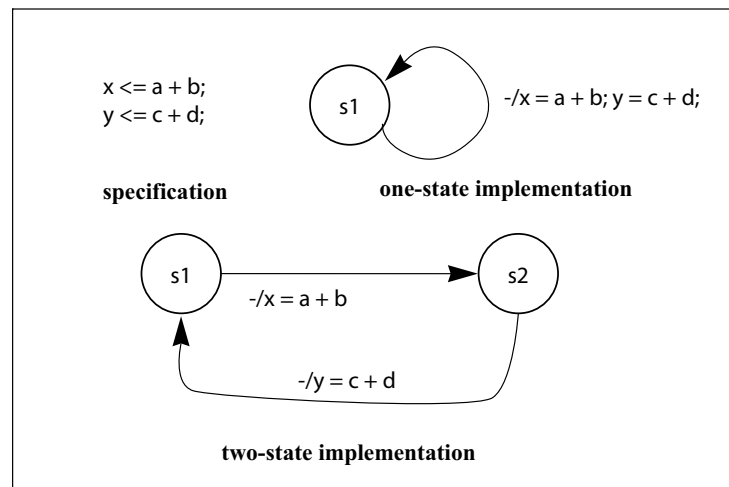 x <= a + b;
y <= c + d;
specification
s1
-/x = a + b; y = c + d;
one-state implementation
s1
-/x = a + b
s2
-/y = c + d
two-state implementation